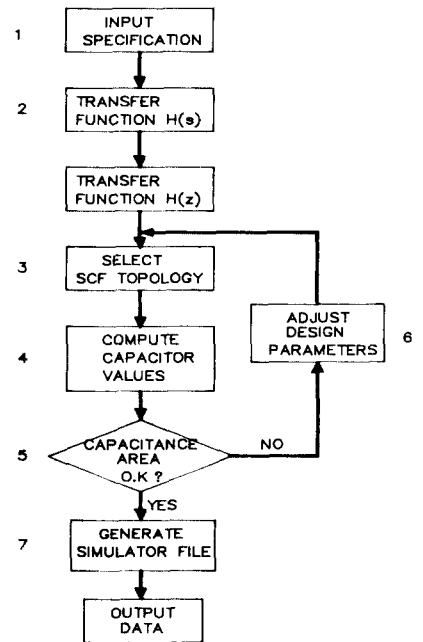 1
INPUT
SPECIFICATION
2
TRANSFER
FUNCTION H(s)
TRANSFER
FUNCTION H(z)
3
SELECT
SCF TOPOLOGY
4
COMPUTE
CAPACITOR
VALUES
ADJUST
DESIGN
PARAMETERS
6
5
CAPACITANCE
AREA
O.K ?
NO
YES
7
GENERATE
SIMULATOR FILE
OUTPUT
DATA